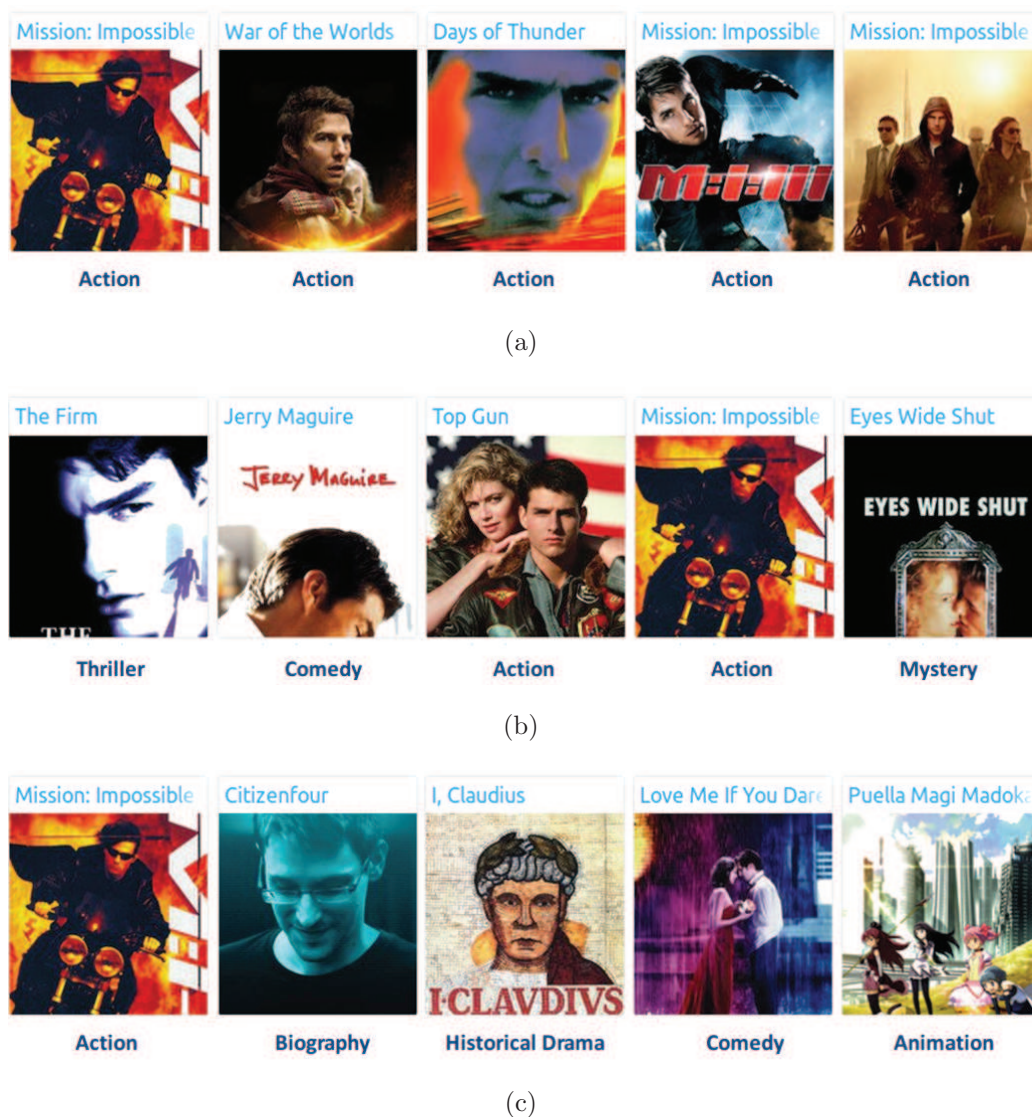 Mission: Impossible War of the Worlds Days of Thunder Mission: Impossible Mission: Impossible
M:I:III
Action Action Action Action Action
(a)
The Firm Jerry Maguire Top Gun Mission: Impossible Eyes Wide Shut
JERRY MAGUIRE
EYES WIDE SHUT
THE
Thriller Comedy Action Action Mystery
(b)
Mission: Impossible Citizenfour I, Claudius Love Me If You Dare Puella Magi Madoka
I·CLAVDIVS
Action Biography Historical Drama Comedy Animation
(c)